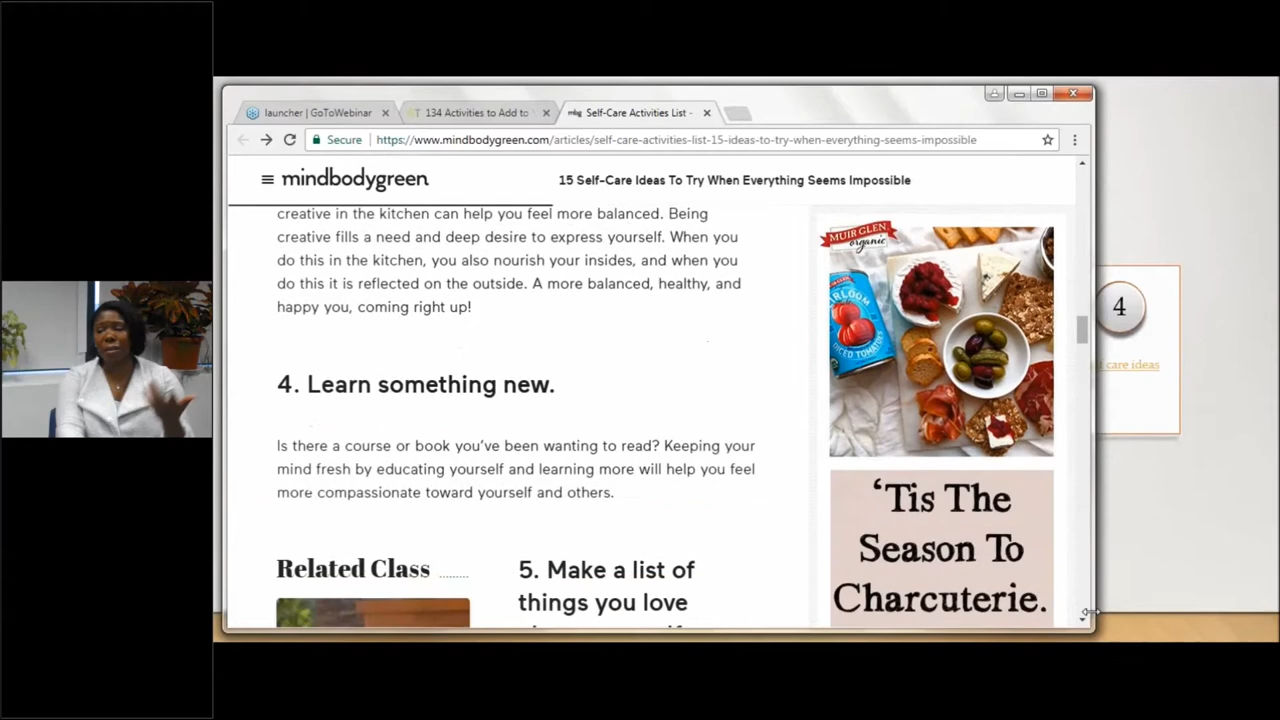 launcher | GoToWebinar
134 Activities to Add to
mbg
Self-Care Activities List -
Secure
https://www.mindbodygreen.com/articles/self-care-activities-list-15-ideas-to-try-when-everything-seems-impossible
mindbodygreen
15 Self-Care Ideas To Try When Everything Seems Impossible
creative in the kitchen can help you feel more balanced. Being
creative fills a need and deep desire to express yourself. When you
do this in the kitchen, you also nourish your insides, and when you
do this it is reflected on the outside. A more balanced, healthy, and
happy you, coming right up!
4. Learn something new.
Is there a course or book you’ve been wanting to read? Keeping your
mind fresh by educating yourself and learning more will help you feel
more compassionate toward yourself and others.
Related Class
5. Make a list of
things you love
MUIR GLEN
organic
HEIRLOOM
DICED TOMATOES
‘Tis The
Season To
Charcuterie.
4
care ideas